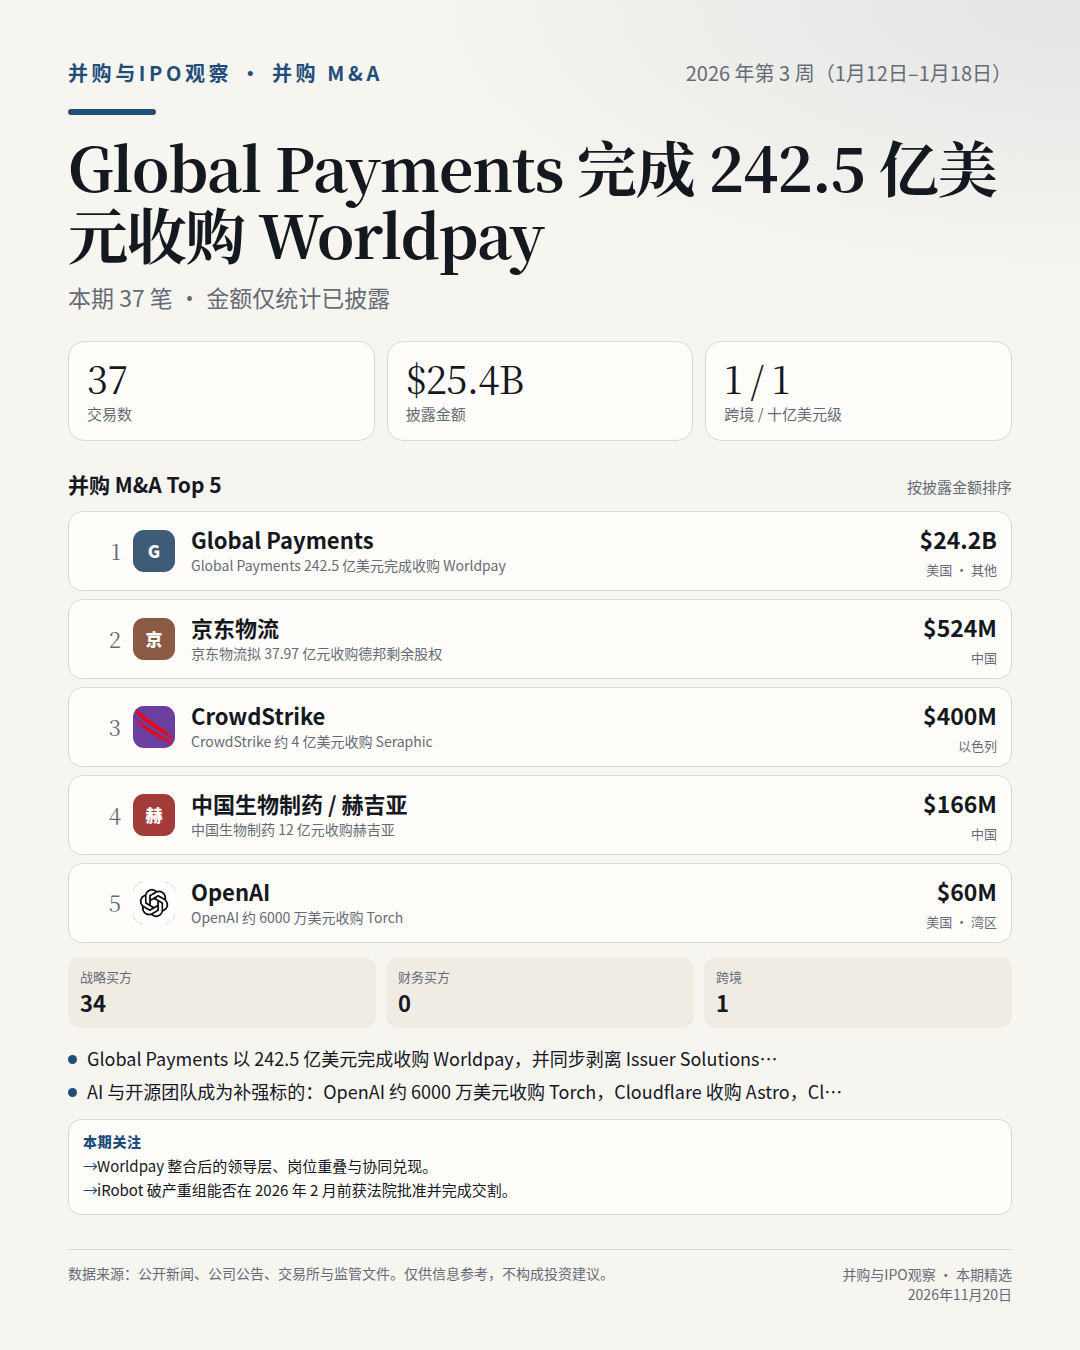 并购与IPO观察 · 并购 M&A
2026 年第 3 周（1月12日–1月18日）
Global Payments 完成 242.5 亿美
元收购 Worldpay
本期 37 笔 · 金额仅统计已披露
37
交易数
$25.4B
披露金额
1 / 1
跨境 / 十亿美元级
并购 M&A Top 5
按披露金额排序
1
G
Global Payments
Global Payments 242.5 亿美元完成收购 Worldpay
$24.2B
美国 · 其他
2
京
京东物流
京东物流拟 37.97 亿元收购德邦剩余股权
$524M
中国
3
CrowdStrike
CrowdStrike 约 4 亿美元收购 Seraphic
$400M
以色列
4
赫
中国生物制药 / 赫吉亚
中国生物制药 12 亿元收购赫吉亚
$166M
中国
5
OpenAI
OpenAI 约 6000 万美元收购 Torch
$60M
美国 · 湾区
战略买方
34
财务买方
0
跨境
1
Global Payments 以 242.5 亿美元完成收购 Worldpay，并同步剥离 Issuer Solutions…
AI 与开源团队成为补强标的：OpenAI 约 6000 万美元收购 Torch，Cloudflare 收购 Astro，Cl…
本期关注
→Worldpay 整合后的领导层、岗位重叠与协同兑现。
→iRobot 破产重组能否在 2026 年 2 月前获法院批准并完成交割。
数据来源：公开新闻、公司公告、交易所与监管文件。仅供信息参考，不构成投资建议。
并购与IPO观察 · 本期精选
2026年11月20日